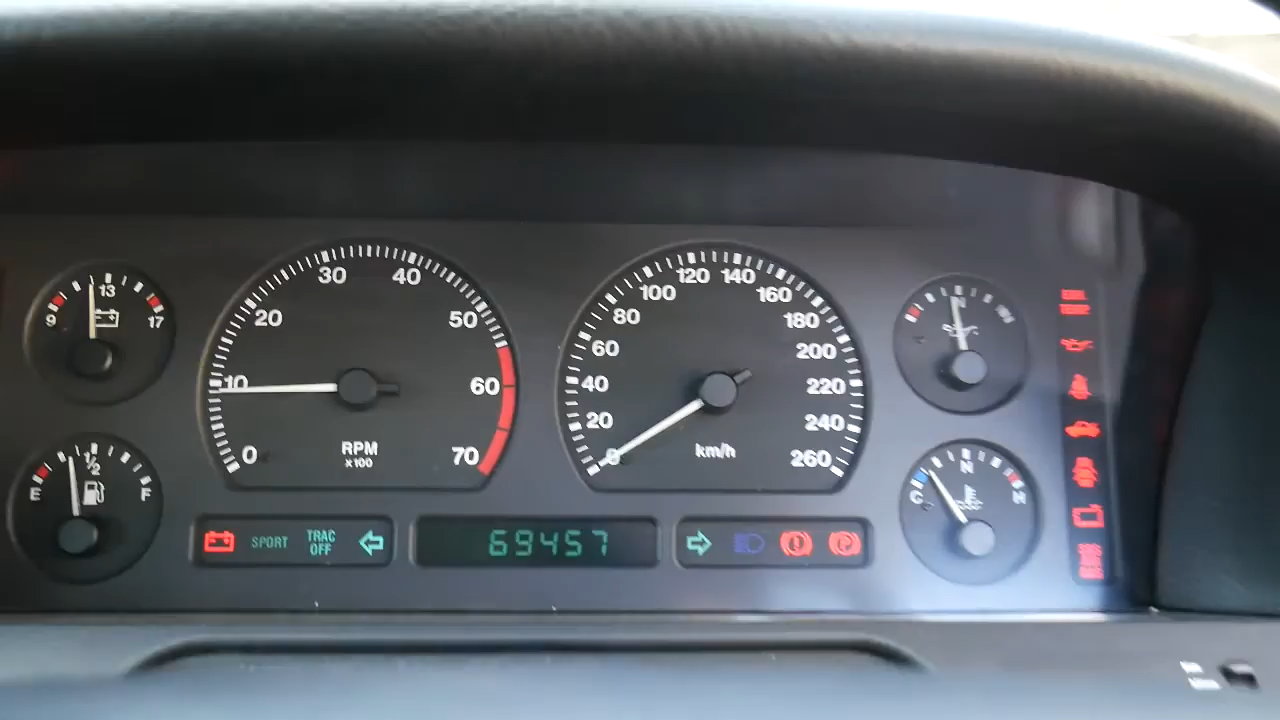 9 13 17
0 10 20 30 40 50 60 70
RPM
x100
0 20 40 60 80 100 120 140 160 180 200 220 240 260
km/h
N
E 1/2 F
C N H
SPORT
TRAC
OFF
69457